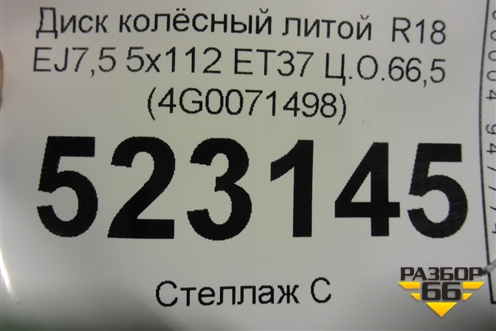 Диск колёсный литой R18
EJ7,5 5x112 ET37 Ц.О.66,5
(4G0071498)
523145
Стеллаж С
РАЗБОР
66